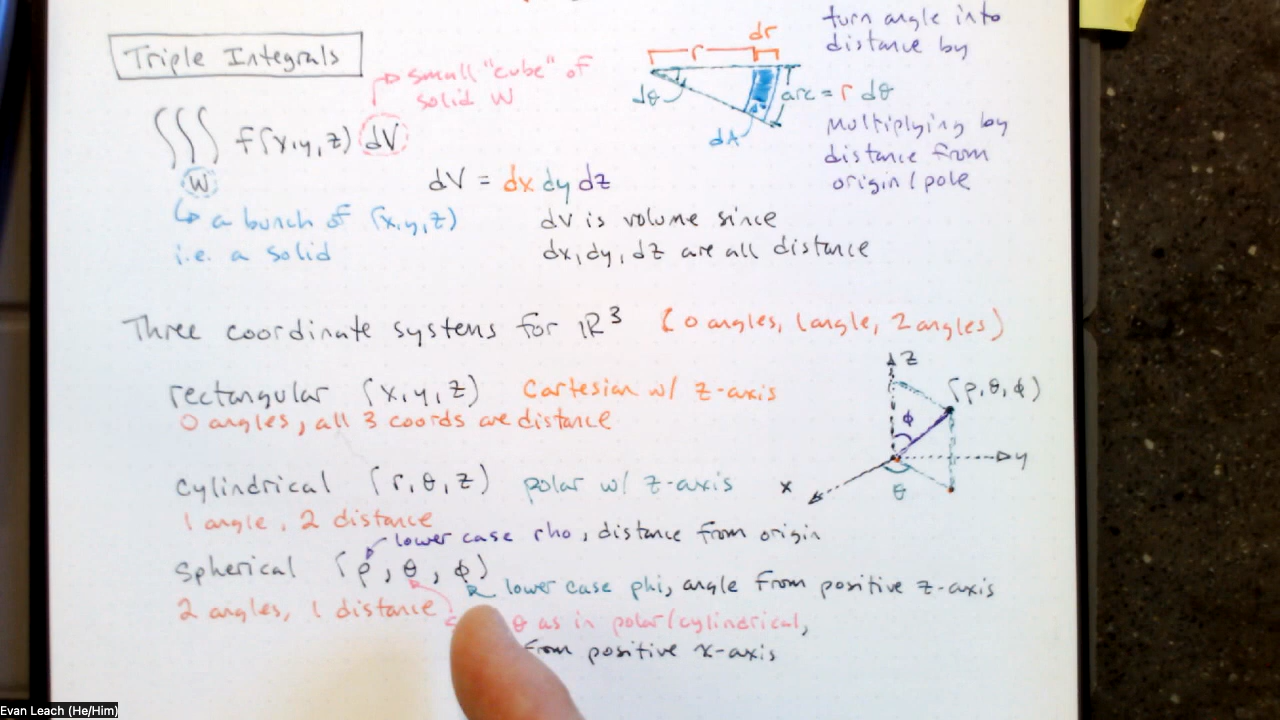 Triple Integrals
small "cube" of
solid W
∫∫∫ f(x,y,z) dV
W
a bunch of (x,y,z)
i.e. a solid
dV = dx dy dz
dV is volume since
dx, dy, dz are all distance
r
dr
dθ
dA
arc = r dθ
turn angle into
distance by
multiplying by
distance from
origin/pole
Three coordinate systems for ℝ³ (0 angles, 1 angle, 2 angles)
rectangular (x,y,z) Cartesian w/ z-axis
0 angles, all 3 coords are distance
cylindrical (r, θ, z) polar w/ z-axis
1 angle, 2 distance
lower case rho, distance from origin
spherical (ρ, θ, φ)
lower case phi, angle from positive z-axis
2 angles, 1 distance
θ as in polar/cylindrical,
from positive x-axis
z
(ρ, θ, φ)
φ
y
x
θ
Evan Leach (He/Him)